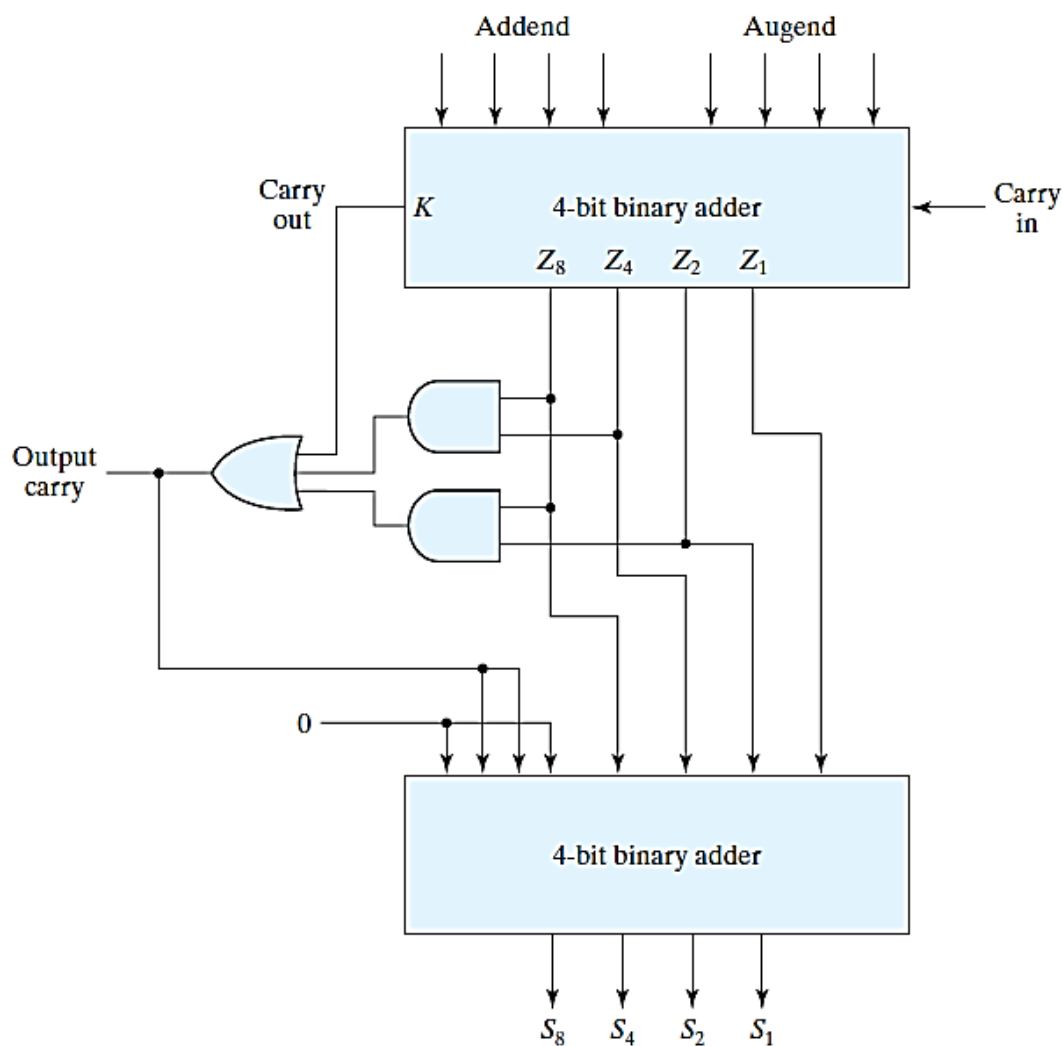 Addend Augend
Carry
out
K 4-bit binary adder
Carry
in
Z₈ Z₄ Z₂ Z₁
Output
carry
0
4-bit binary adder
S₈ S₄ S₂ S₁